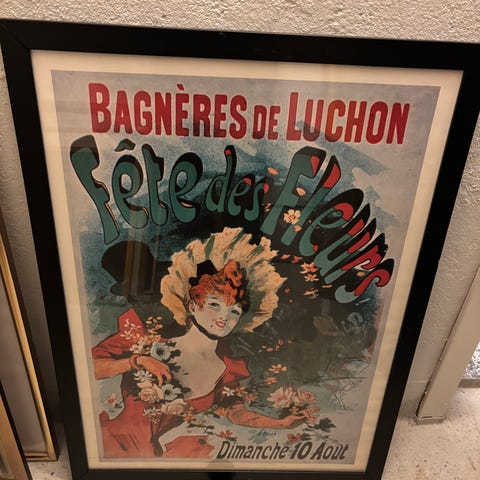 BAGNÈRES DE LUCHON
Fête des Fleurs
Dimanche 10 Août